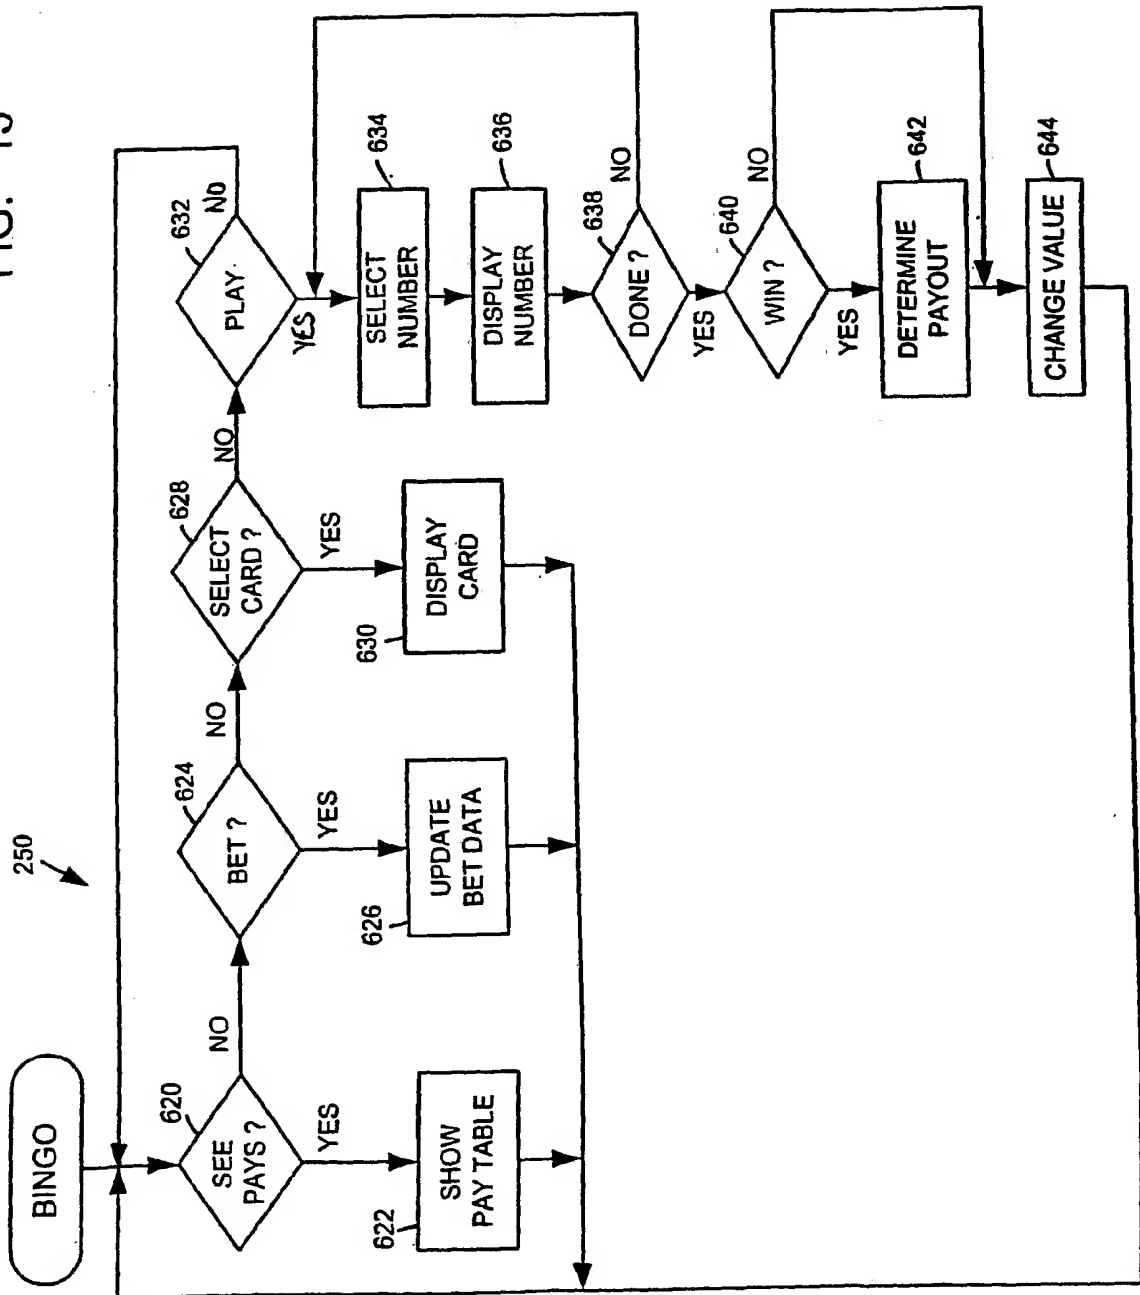 FIG.
250
BINGO
620
SEE
PAYS ?
NO
YES
622
SHOW
PAY TABLE
624
BET ?
NO
YES
626
UPDATE
BET DATA
628
SELECT
CARD ?
NO
YES
630
DISPLAY
CARD
632
PLAY
NO
YES
634
SELECT
NUMBER
636
DISPLAY
NUMBER
638
DONE ?
NO
YES
640
WIN ?
NO
YES
642
DETERMINE
PAYOUT
644
CHANGE VALUE